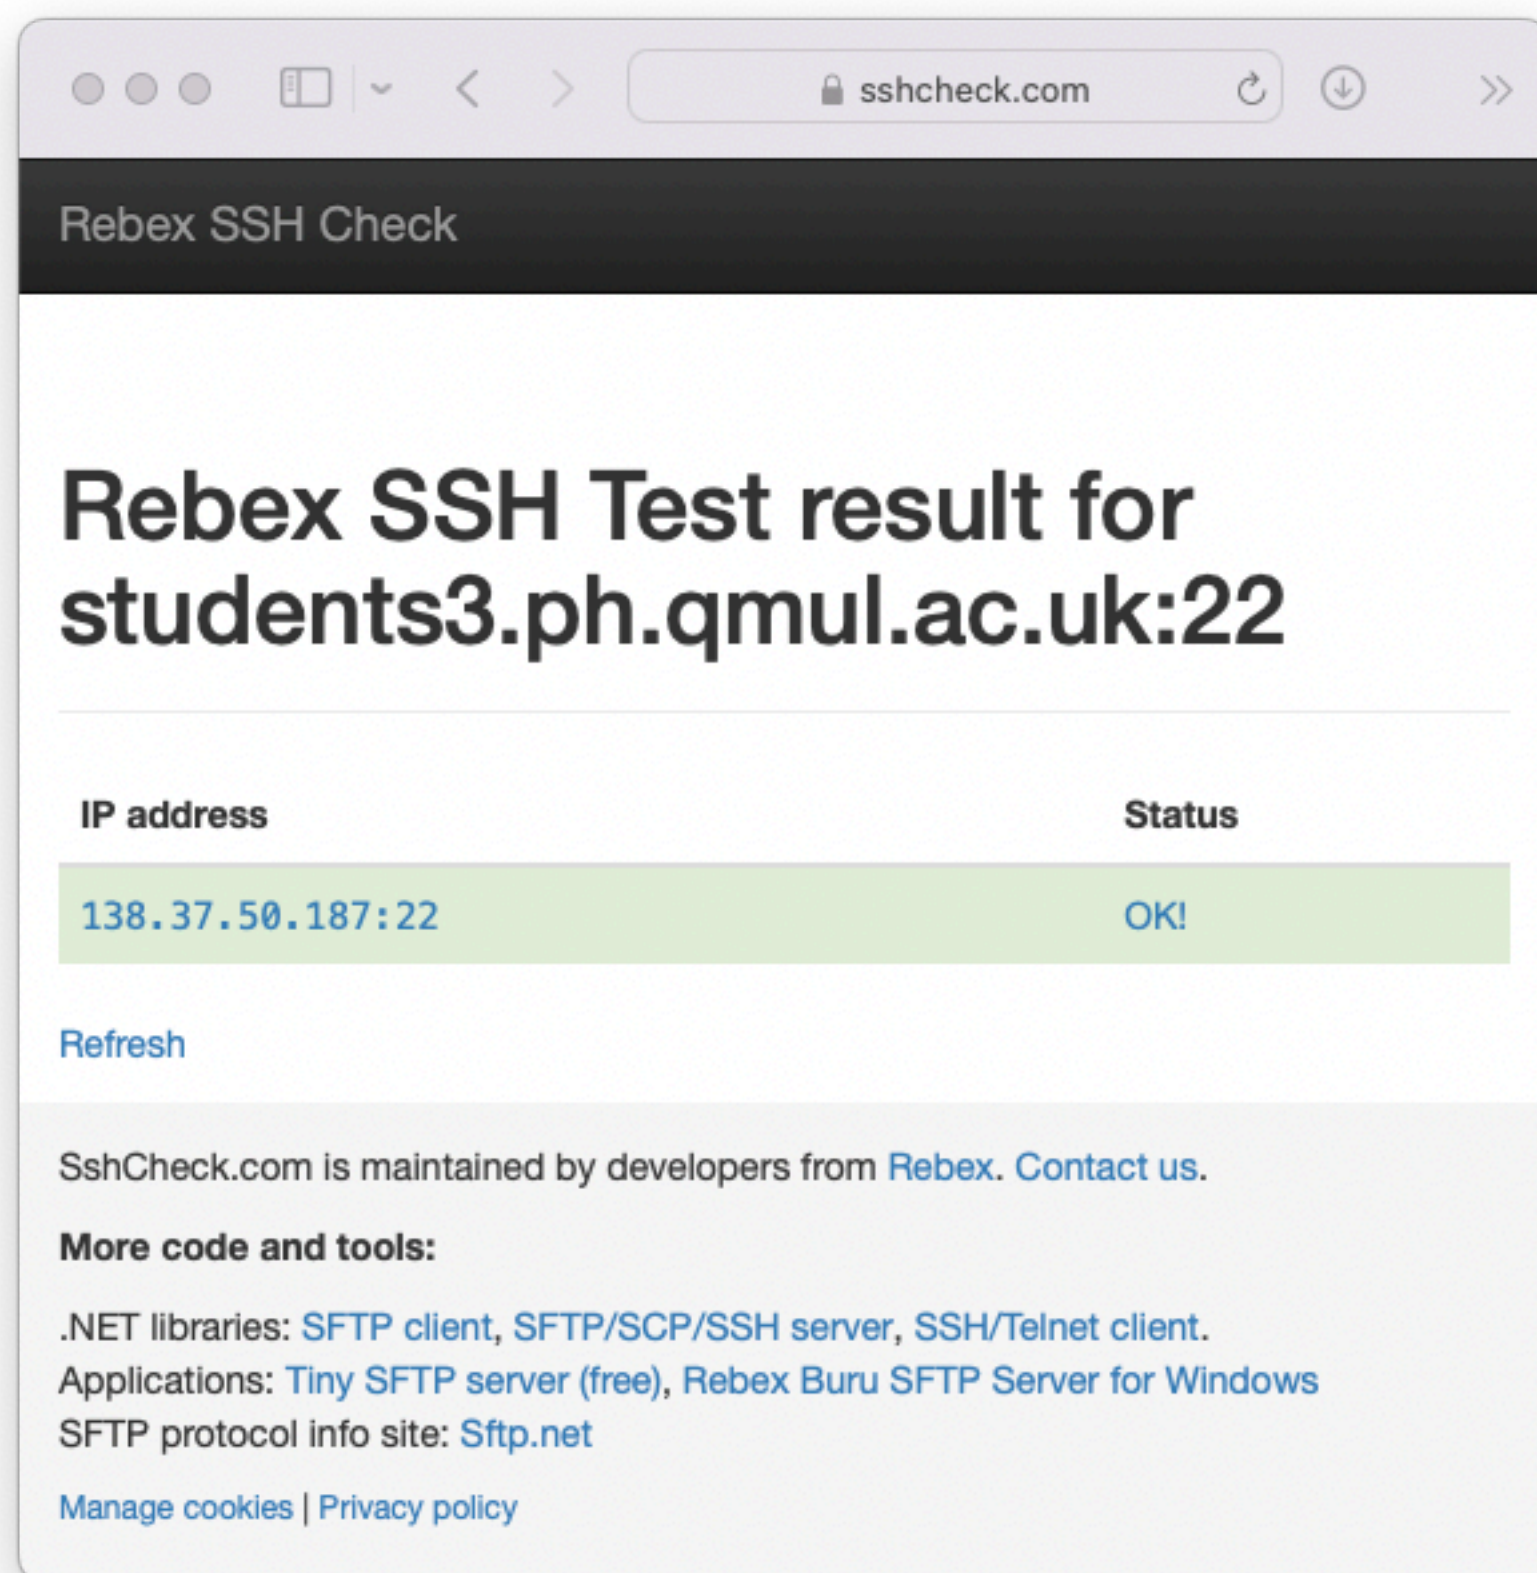 sshcheck.com
Rebex SSH Check
Rebex SSH Test result for
students3.ph.qmul.ac.uk:22
IP address Status
138.37.50.187:22 OK!
Refresh
SshCheck.com is maintained by developers from Rebex. Contact us.
More code and tools:
.NET libraries: SFTP client, SFTP/SCP/SSH server, SSH/Telnet client.
Applications: Tiny SFTP server (free), Rebex Buru SFTP Server for Windows
SFTP protocol info site: Sftp.net
Manage cookies | Privacy policy